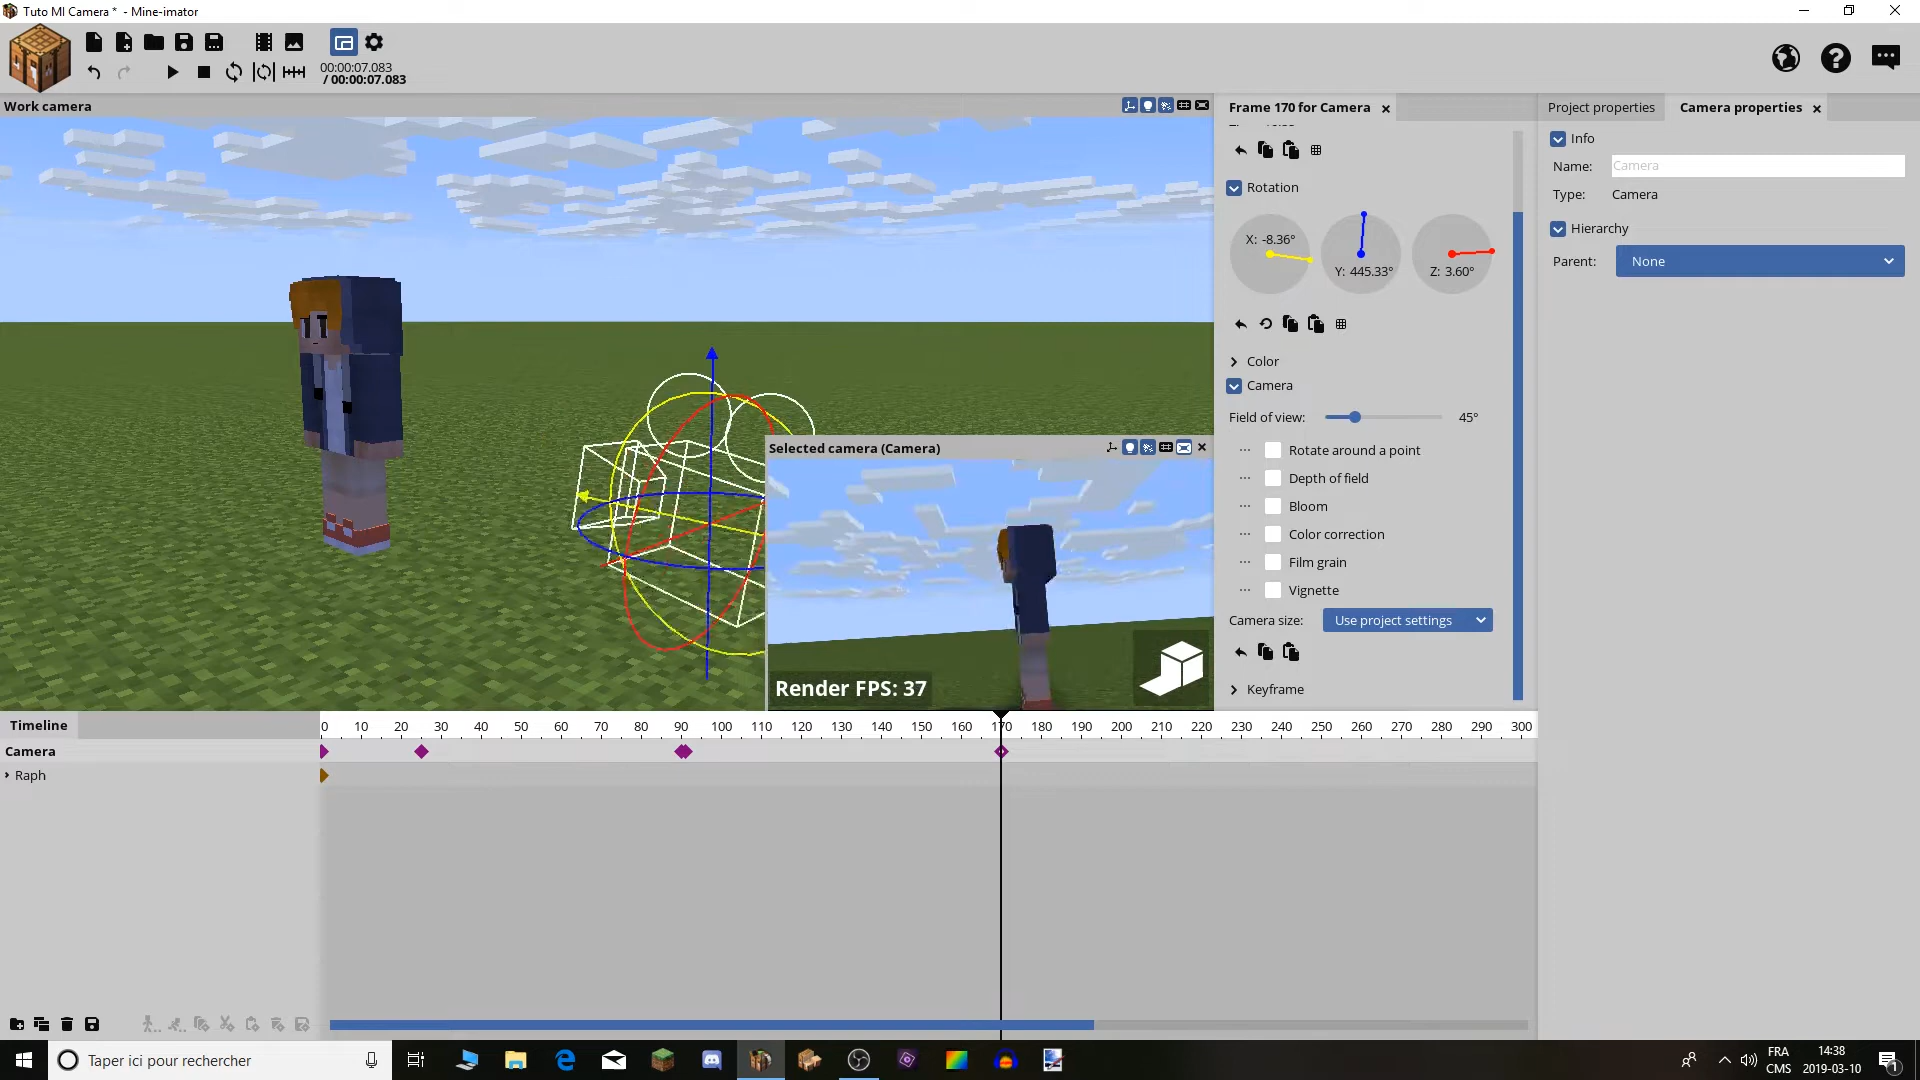 Tuto MI Camera * - Mine-imator
00:00:07.083
/ 00:00:07.083
Work camera
Frame 170 for Camera
Rotation
X: -8.36°
Y: 445.33°
Z: 3.60°
Color
Camera
Field of view:
45°
Rotate around a point
Depth of field
Bloom
Color correction
Film grain
Vignette
Camera size:
Use project settings
Keyframe
Project properties
Camera properties
Info
Name:
Camera
Type:
Camera
Hierarchy
Parent:
None
Selected camera (Camera)
Render FPS: 37
Timeline
0 10 20 30 40 50 60 70 80 90 100 110 120 130 140 150 160 170 180 190 200 210 220 230 240 250 260 270 280 290 300
Camera
Raph
Taper ici pour rechercher
FRA
CMS
14:38
2019-03-10
1